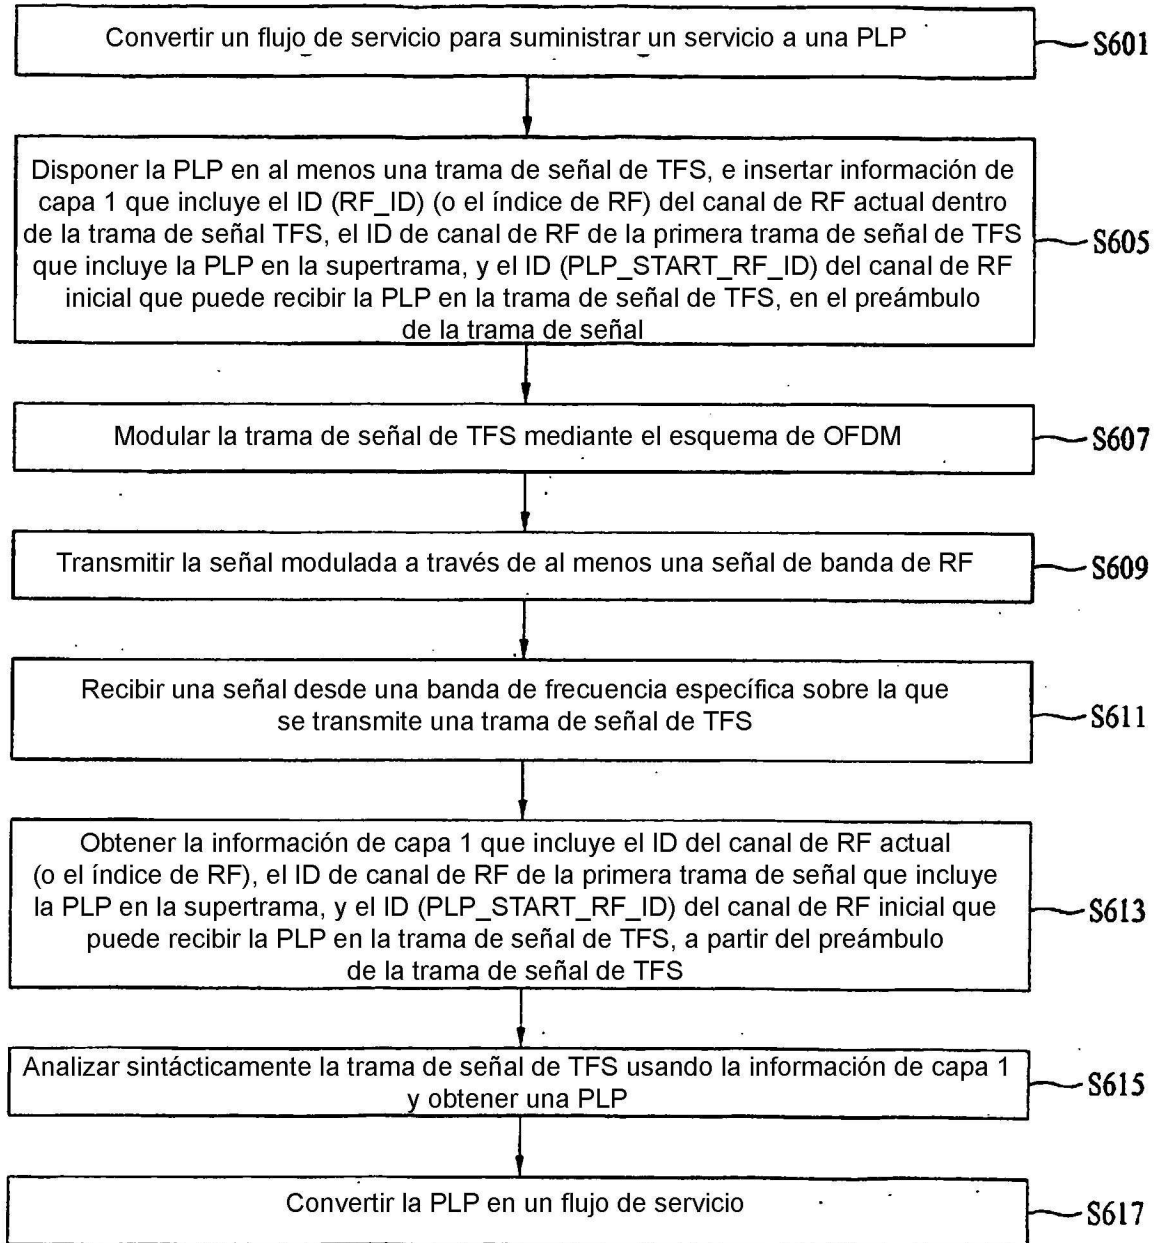 Convertir un flujo de servicio para suministrar un servicio a una PLP
S601
Disponer la PLP en al menos una trama de señal de TFS, e insertar información de
capa 1 que incluye el ID (RF_ID) (o el índice de RF) del canal de RF actual dentro
de la trama de señal TFS, el ID de canal de RF de la primera trama de señal de TFS
que incluye la PLP en la supertrama, y el ID (PLP_START_RF_ID) del canal de RF
inicial que puede recibir la PLP en la trama de señal de TFS, en el preámbulo
de la trama de señal
S605
Modular la trama de señal de TFS mediante el esquema de OFDM
S607
Transmitir la señal modulada a través de al menos una señal de banda de RF
S609
Recibir una señal desde una banda de frecuencia específica sobre la que
se transmite una trama de señal de TFS
S611
Obtener la información de capa 1 que incluye el ID del canal de RF actual
(o el índice de RF), el ID de canal de RF de la primera trama de señal que incluye
la PLP en la supertrama, y el ID (PLP_START_RF_ID) del canal de RF inicial que
puede recibir la PLP en la trama de señal de TFS, a partir del preámbulo
de la trama de señal de TFS
S613
Analizar sintácticamente la trama de señal de TFS usando la información de capa 1
y obtener una PLP
S615
Convertir la PLP en un flujo de servicio
S617